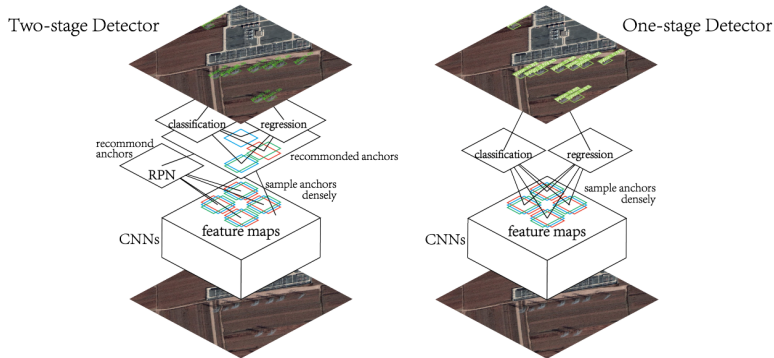 Two-stage Detector
One-stage Detector
classification
regression
recommond
anchors
recommonded anchors
RPN
sample anchors
densely
CNNs
feature maps
classification
regression
sample anchors
densely
CNNs
feature maps